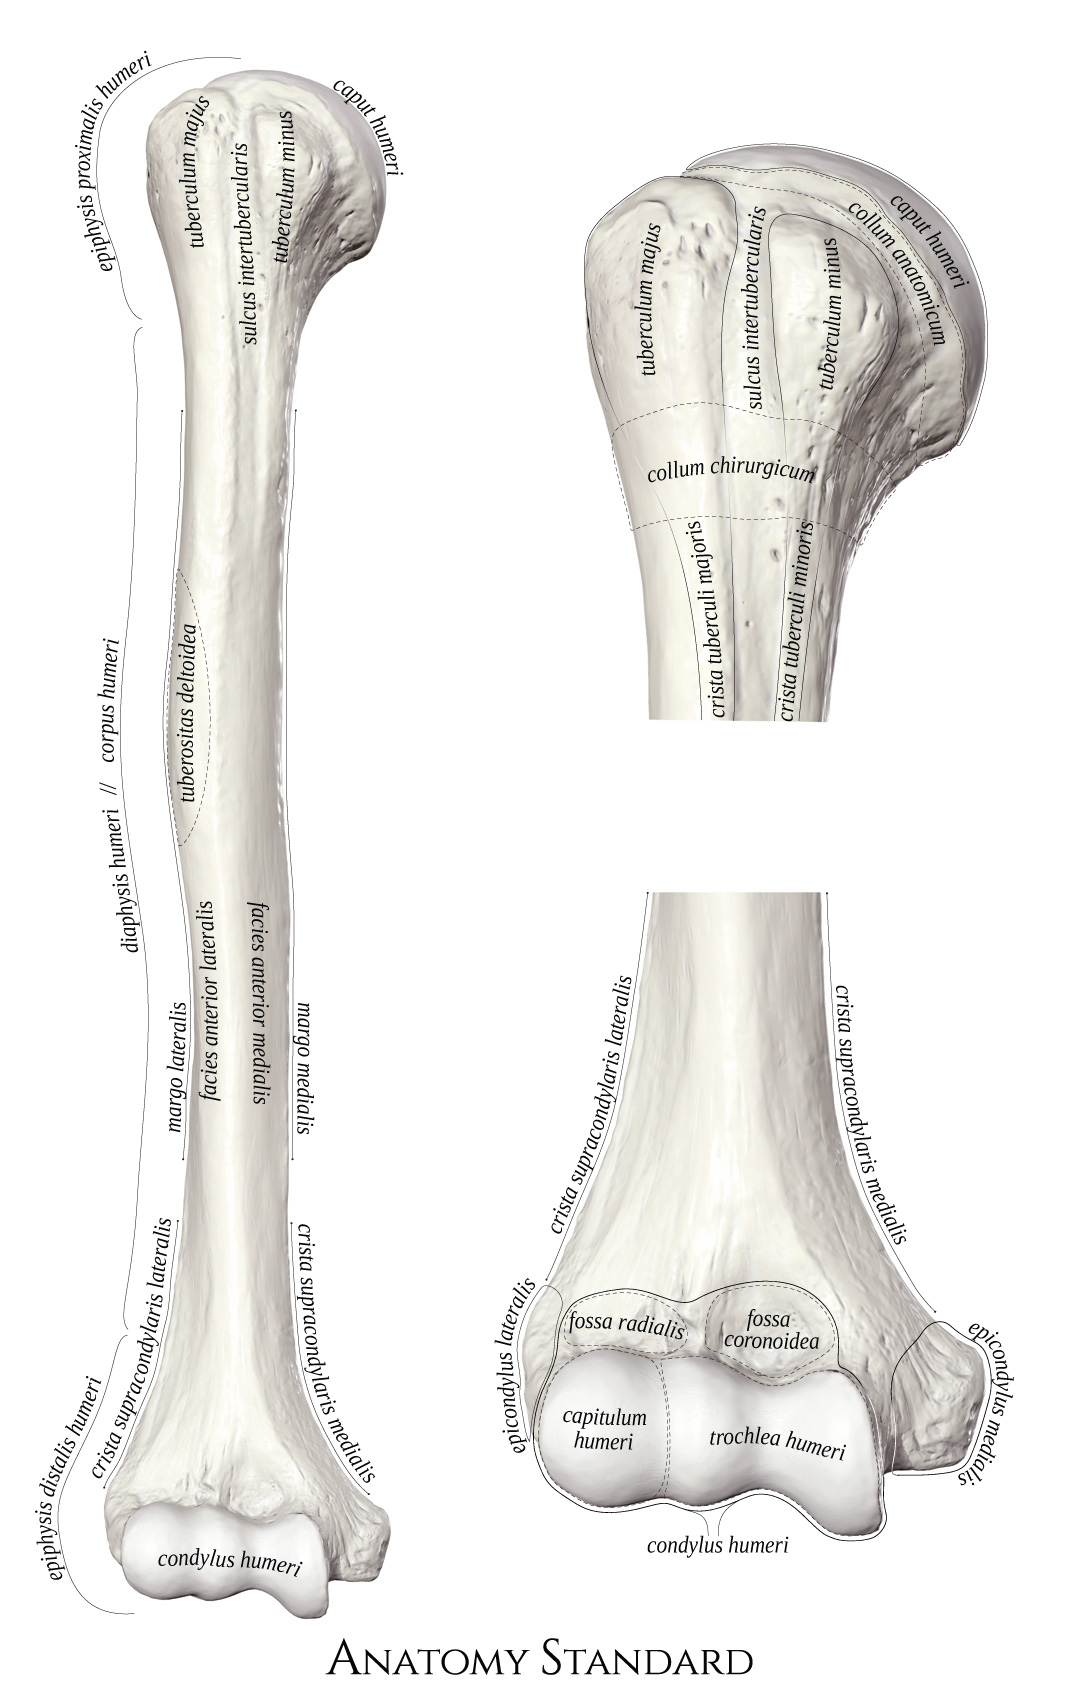 epiphysis proximalis humeri
tuberculum majus
sulcus intertubercularis
tuberculum minus
caput humeri
diaphysis humeri // corpus humeri
tuberositas deltoidea
facies anterior lateralis
facies anterior medialis
margo lateralis
margo medialis
crista supracondylaris lateralis
crista supracondylaris medialis
epiphysis distalis humeri
condylus humeri
tuberculum majus
sulcus intertubercularis
tuberculum minus
collum anatomicum
caput humeri
collum chirurgicum
crista tuberculi majoris
crista tuberculi minoris
crista supracondylaris lateralis
crista supracondylaris medialis
epicondylus lateralis
fossa radialis
fossa
coronoidea
epicondylus medialis
capitulum
humeri
trochlea humeri
condylus humeri
ANATOMY STANDARD